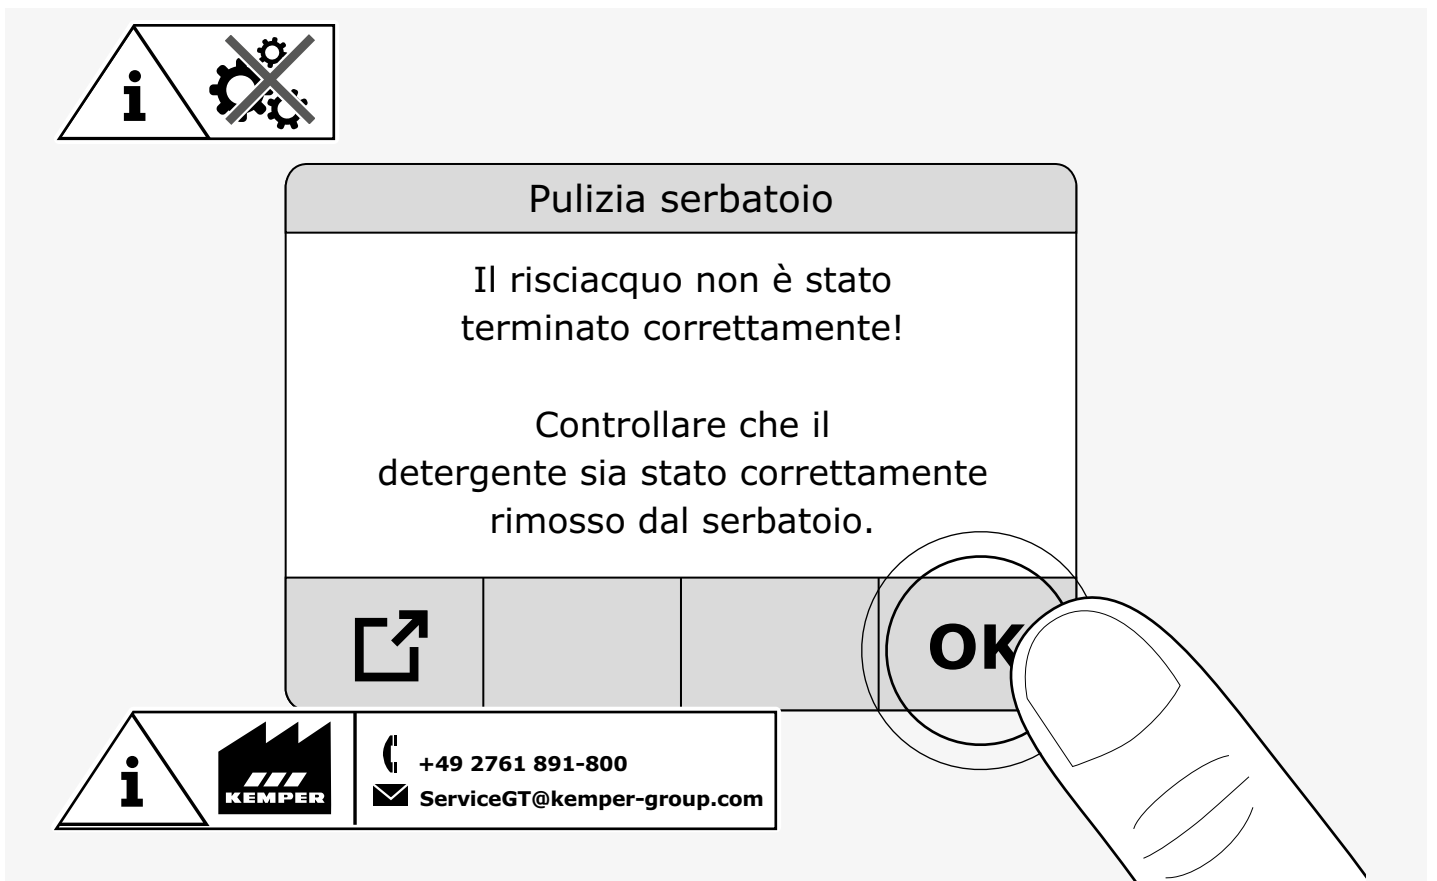 i
Pulizia serbatoio
Il risciacquo non è stato
terminato correttamente!
Controllare che il
detergente sia stato correttamente
rimosso dal serbatoio.
OK
i
KEMPER
+49 2761 891-800
ServiceGT@kemper-group.com